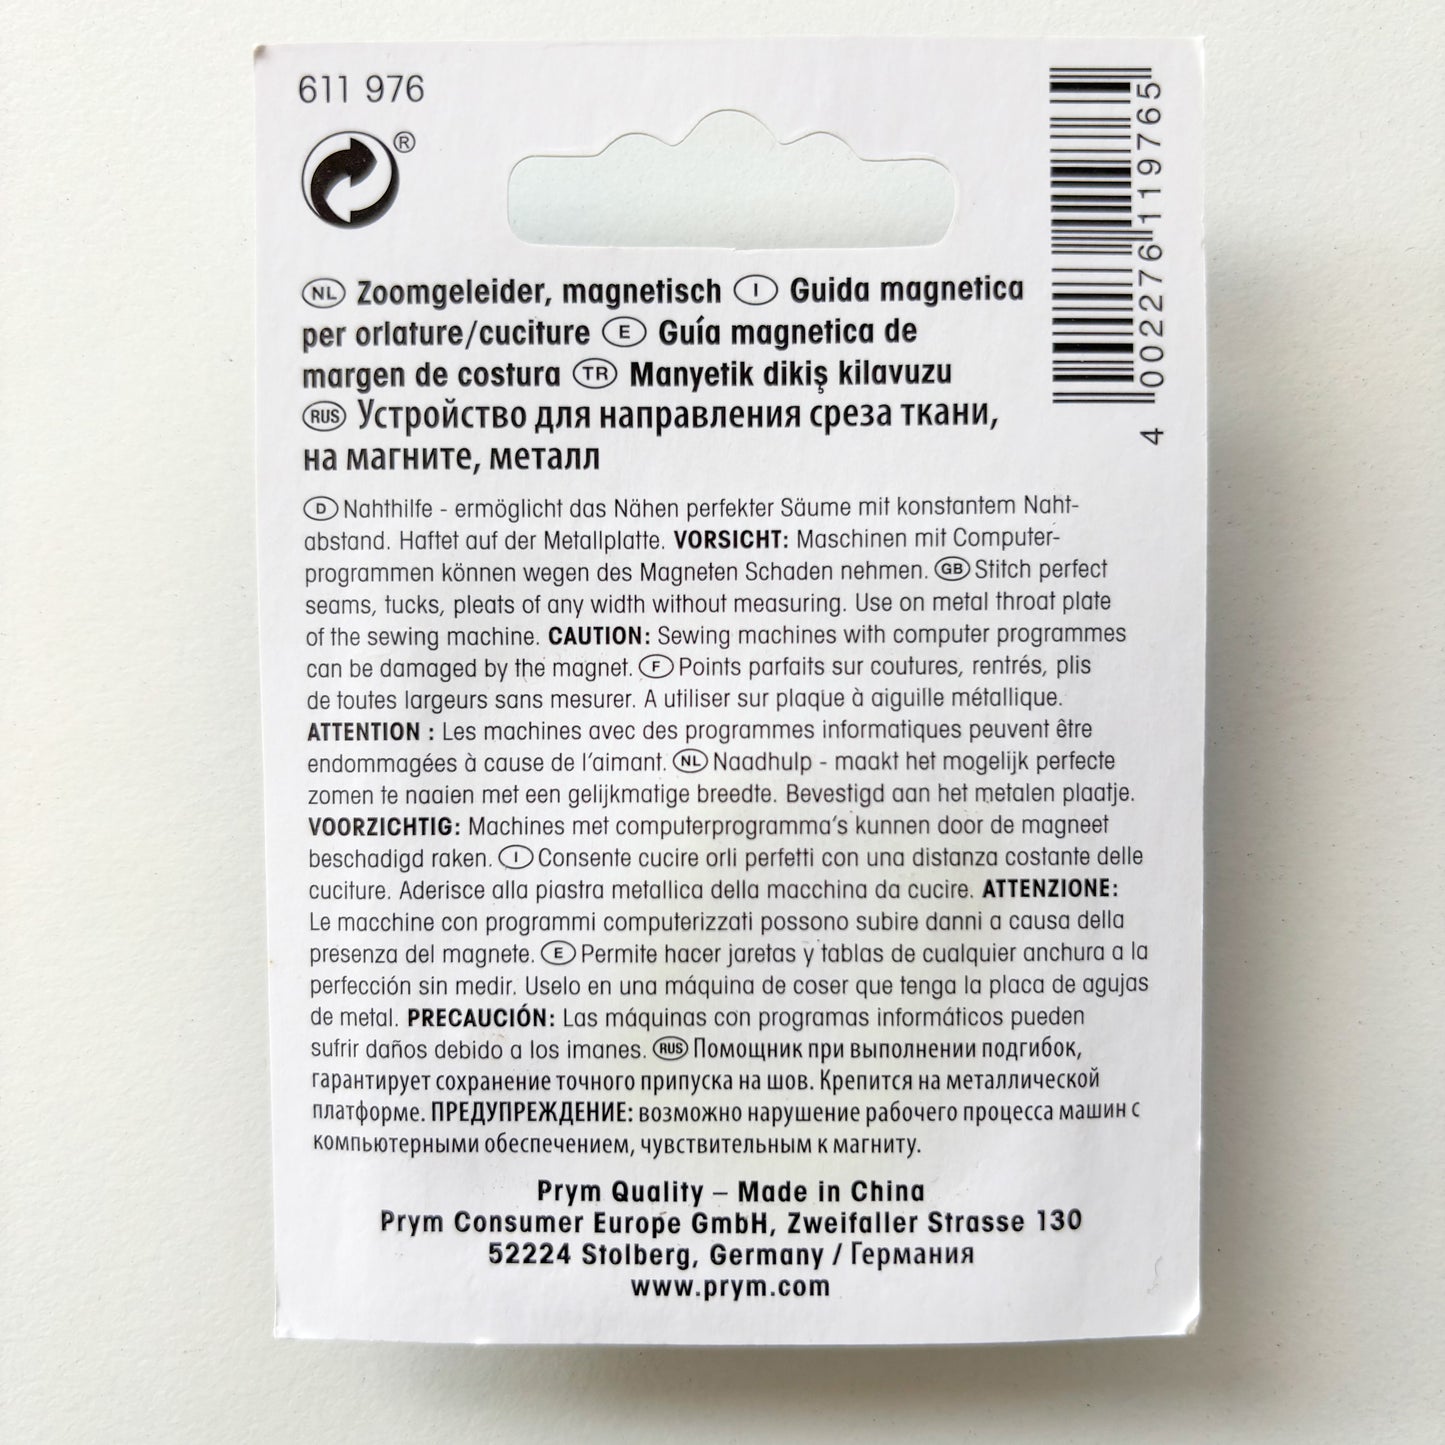 611 976
®
4 002276 119765
NL Zoomgeleider, magnetisch I Guida magnetica
per orlature/cuciture E Guía magnetica de
margen de costura TR Manyetik dikiş kilavuzu
RUS Устройство для направления среза ткани,
на магните, металл
D Nahthilfe - ermöglicht das Nähen perfekter Säume mit konstantem Naht-
abstand. Haftet auf der Metallplatte. VORSICHT: Maschinen mit Computer-
programmen können wegen des Magneten Schaden nehmen. GB Stitch perfect
seams, tucks, pleats of any width without measuring. Use on metal throat plate
of the sewing machine. CAUTION: Sewing machines with computer programmes
can be damaged by the magnet. F Points parfaits sur coutures, rentrés, plis
de toutes largeurs sans mesurer. A utiliser sur plaque à aiguille métallique.
ATTENTION : Les machines avec des programmes informatiques peuvent être
endommagées à cause de l'aimant. NL Naadhulp - maakt het mogelijk perfecte
zomen te naaien met een gelijkmatige breedte. Bevestigd aan het metalen plaatje.
VOORZICHTIG: Machines met computerprogramma's kunnen door de magneet
beschadigd raken. I Consente cucire orli perfetti con una distanza costante delle
cuciture. Aderisce alla piastra metallica della macchina da cucire. ATTENZIONE:
Le macchine con programmi computerizzati possono subire danni a causa della
presenza del magnete. E Permite hacer jaretas y tablas de cualquier anchura a la
perfección sin medir. Uselo en una máquina de coser que tenga la placa de agujas
de metal. PRECAUCIÓN: Las máquinas con programas informáticos pueden
sufrir daños debido a los imanes. RUS Помощник при выполнении подгибок,
гарантирует сохранение точного припуска на шов. Крепится на металлической
платформе. ПРЕДУПРЕЖДЕНИЕ: возможно нарушение рабочего процесса машин с
компьютерными обеспечением, чувствительным к магниту.
Prym Quality – Made in China
Prym Consumer Europe GmbH, Zweifaller Strasse 130
52224 Stolberg, Germany / Германия
www.prym.com